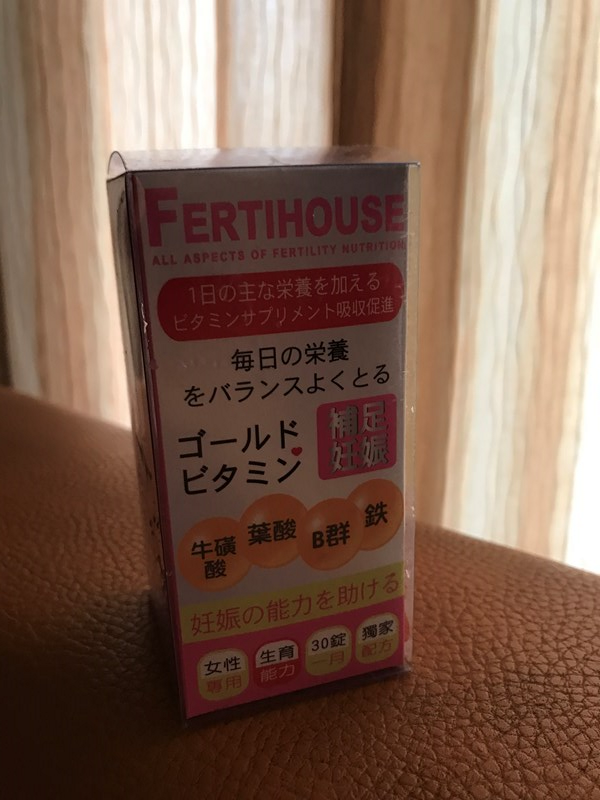 FERTIHOUSE
ALL ASPECTS OF FERTILITY NUTRITION
1日の主な栄養を加える
ビタミンサプリメント吸収促進
毎日の栄養
をバランスよくとる
ゴールド
ビタミン
補足
妊娠
牛磺
酸
葉酸
B群
鉄
妊娠の能力を助ける
女性
專用
生育
能力
30錠
一月
獨家
配方